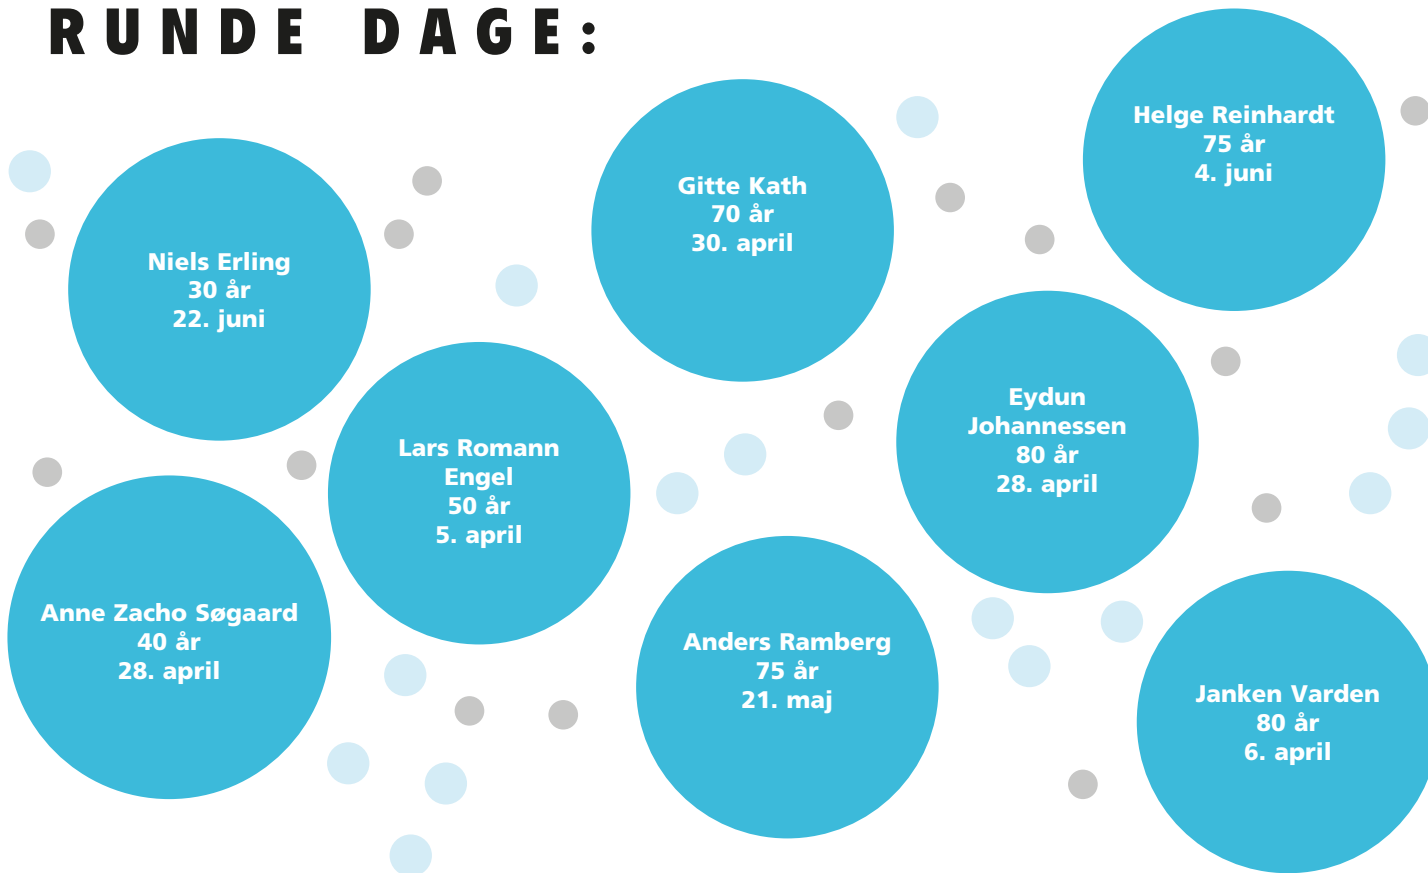 RUNDE DAGE:
Helge Reinhardt
75 år
4. juni
Gitte Kath
70 år
30. april
Niels Erling
30 år
22. juni
Eydun
Johannessen
80 år
28. april
Lars Romann
Engel
50 år
5. april
Anne Zacho Søgaard
40 år
28. april
Anders Ramberg
75 år
21. maj
Janken Varden
80 år
6. april